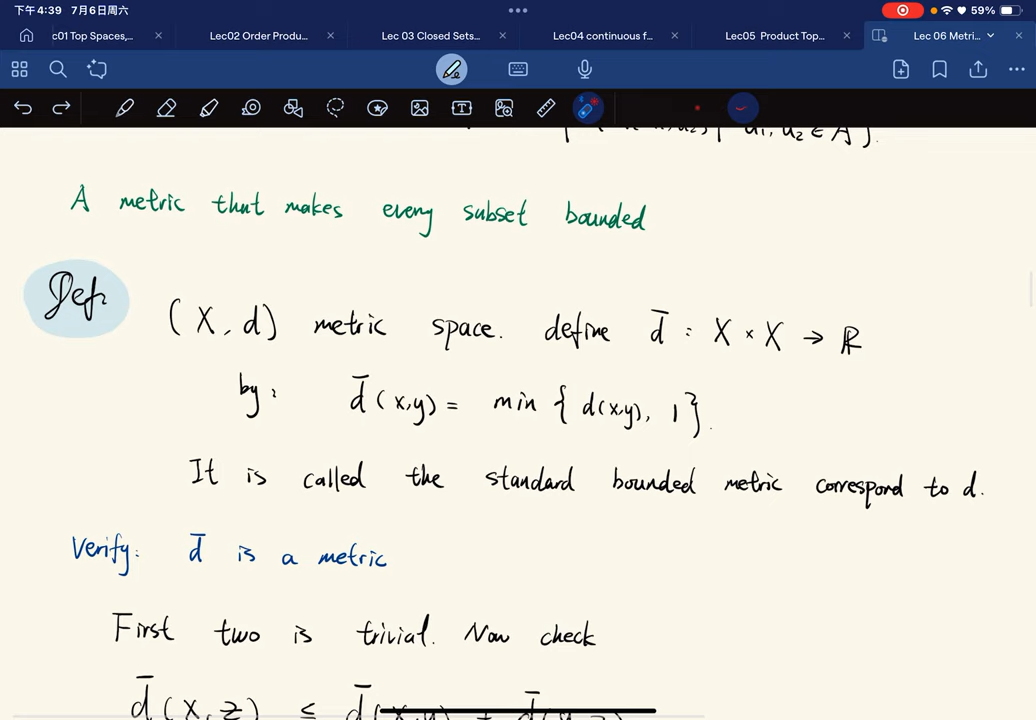 下午4:39 7月6日周六
59%
c01 Top Spaces,...
Lec02 Order Produ...
Lec 03 Closed Sets...
Lec04 continuous f...
Lec05 Product Top...
Lec 06 Metri...
A metric that makes every subset bounded
Def
(X, d) metric space. define d̄ : X × X → ℝ
by: d̄(x,y) = min { d(x,y), 1 }.
It is called the standard bounded metric correspond to d.
Verify: d̄ is a metric
First two is trivial. Now check
d̄(x, z) ≤ d̄(x,y) + d̄(y,z)